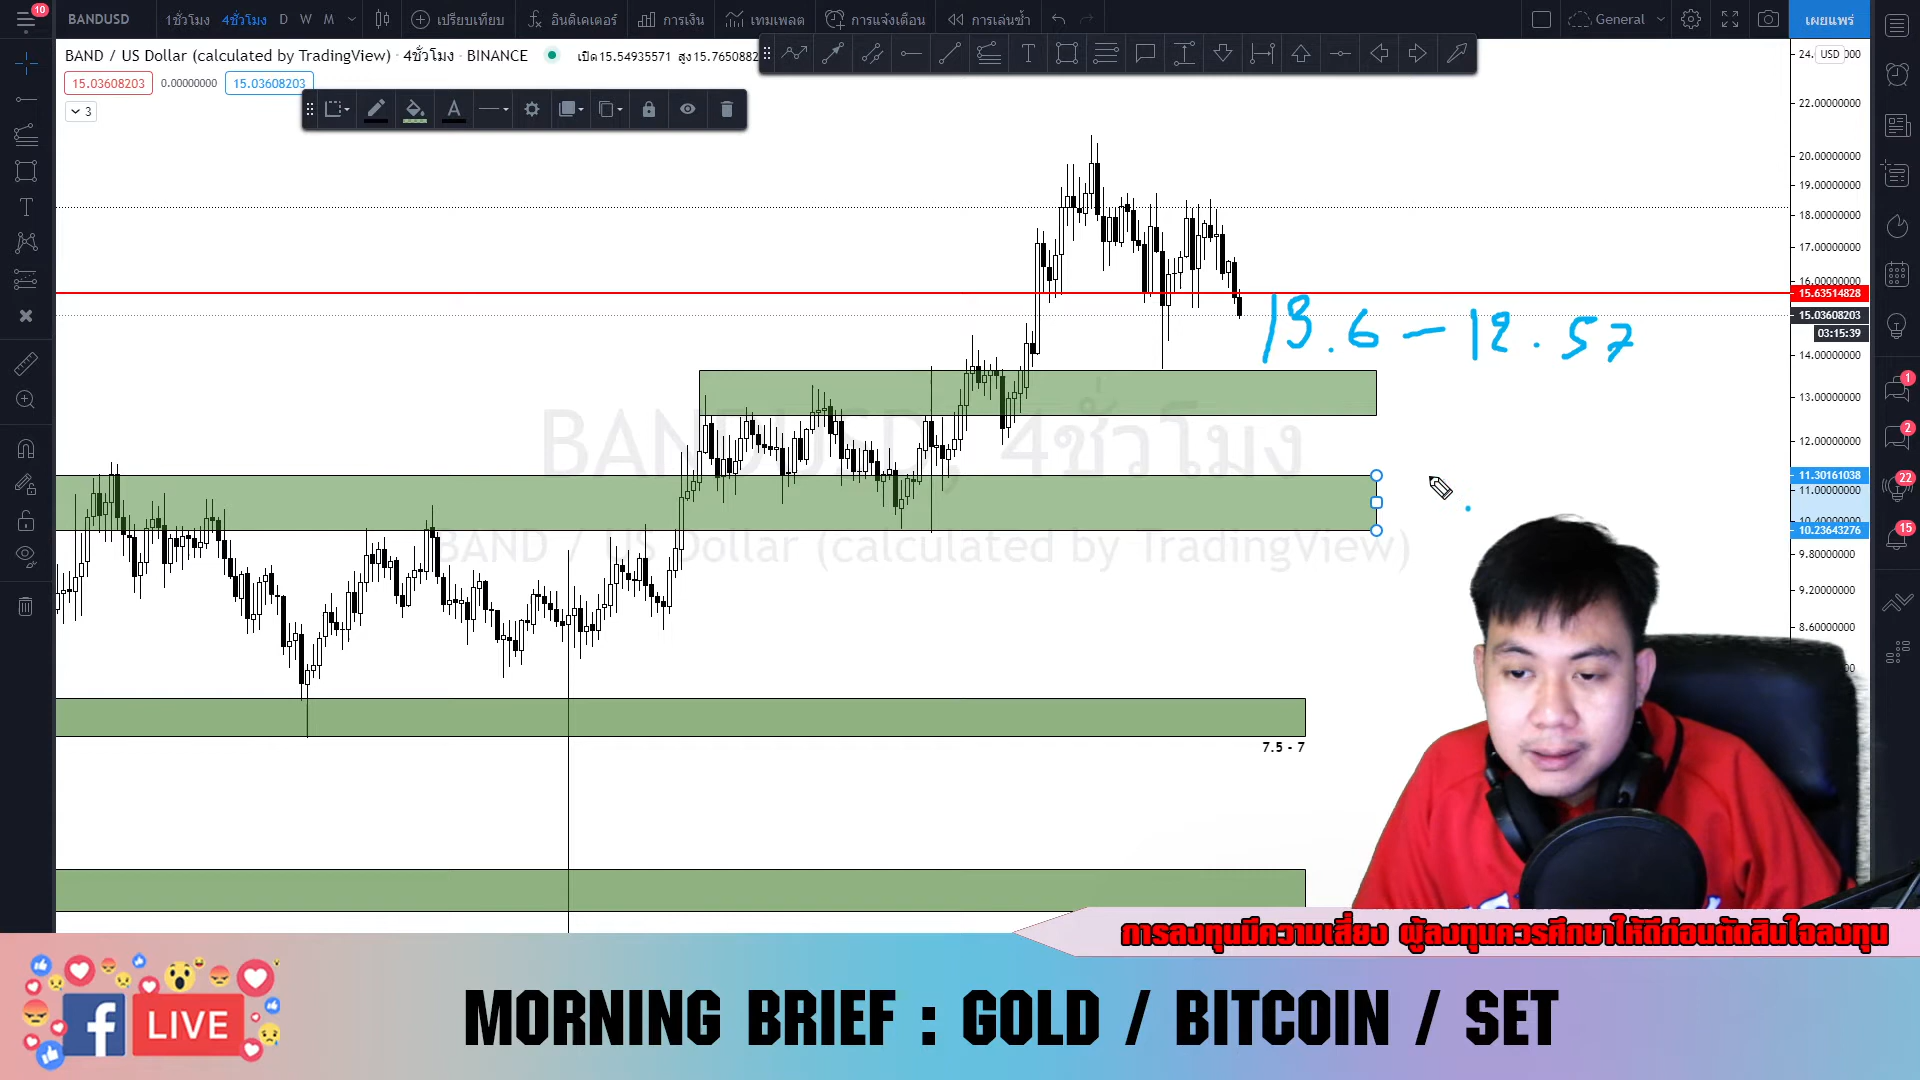 10
BANDUSD 1ชั่วโมง 4ชั่วโมง D W M เปรียบเทียบ อินดิเคเตอร์ การเงิน เทมเพลต การแจ้งเตือน การเล่นซ้ำ General เผยแพร่
BAND / US Dollar (calculated by TradingView) · 4ชั่วโมง · BINANCE เปิด15.54935571 สูง15.7650882
15.03608203 0.00000000 15.03608203
3
USD
22.00000000
20.00000000
19.00000000
18.00000000
17.00000000
16.00000000
15.63514828
15.03608203
03:15:39
14.00000000
13.00000000
12.00000000
11.30161038
11.00000000
10.40000000
10.23643276
9.80000000
9.20000000
8.60000000
13.6 – 12.57
BANDUSD, 4ชั่วโมง
BAND / US Dollar (calculated by TradingView)
7.5 - 7
1
2
22
15
การลงทุนมีความเสี่ยง ผู้ลงทุนควรศึกษาให้ดีก่อนตัดสินใจลงทุน
f LIVE
MORNING BRIEF : GOLD / BITCOIN / SET